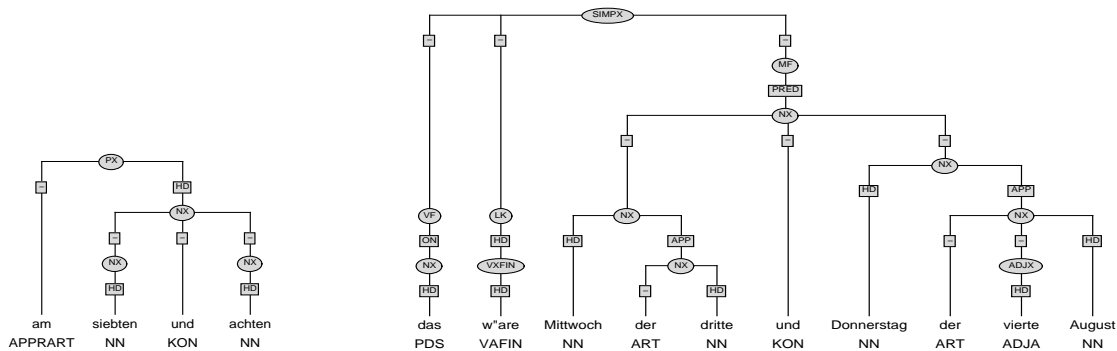 SIMPX
– – –
MF
PRED
NX
– – –
PX NX
– HD HD APP
NX VF LK NX NX
– – – ON HD HD APP – – HD
NX NX NX VXFIN NX ADJX
HD HD HD HD – HD HD
am siebten und achten das w"are Mittwoch der dritte und Donnerstag der vierte August
APPRART NN KON NN PDS VAFIN NN ART NN KON NN ART ADJA NN